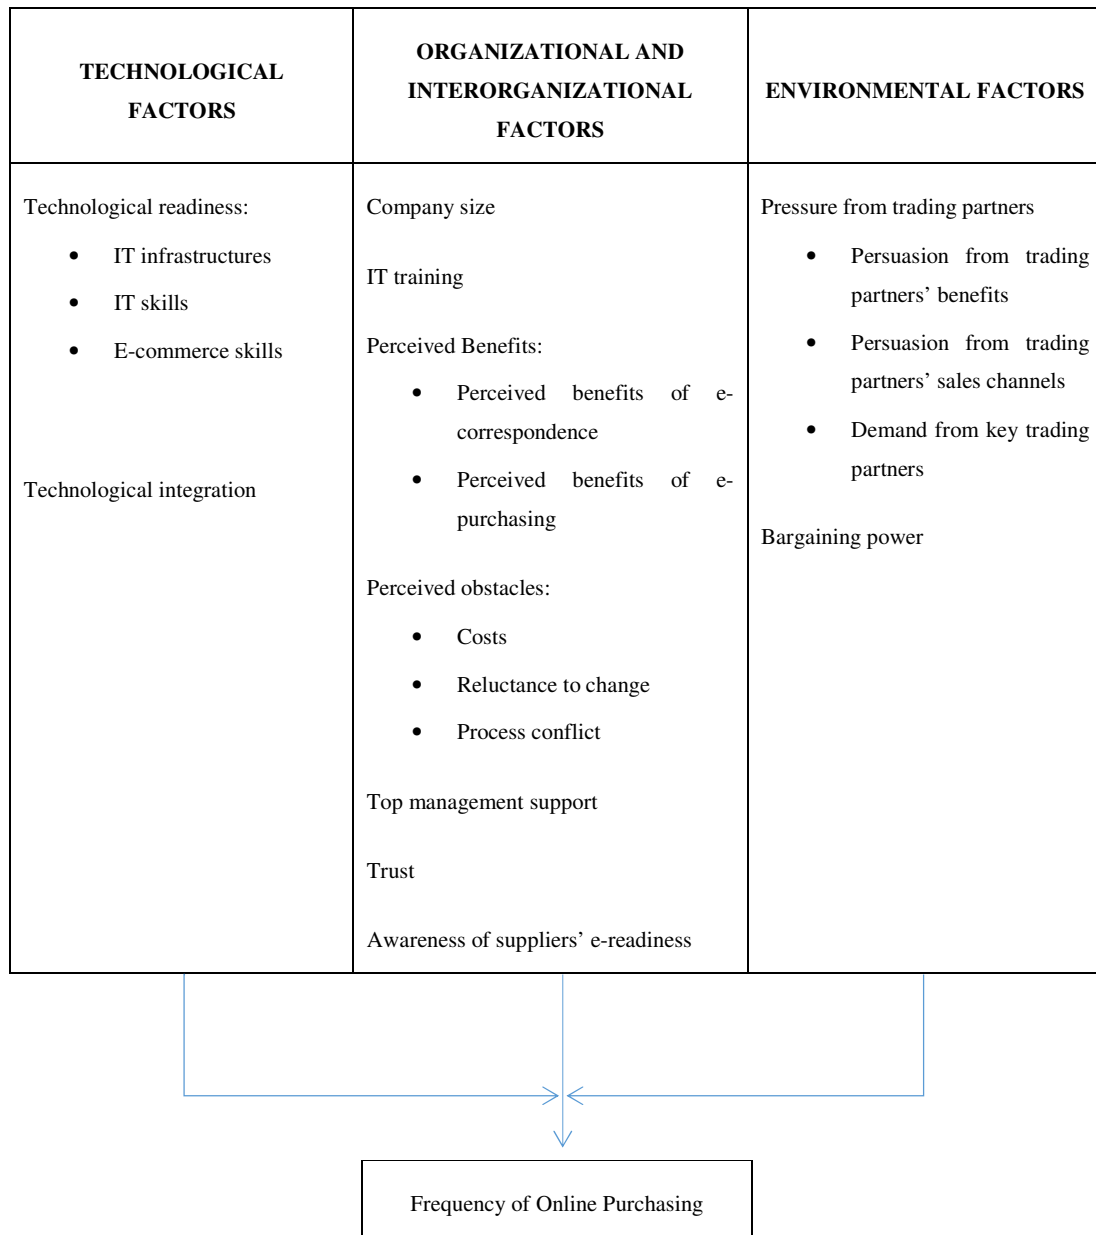 TECHNOLOGICAL
FACTORS
ORGANIZATIONAL AND
INTERORGANIZATIONAL
FACTORS
ENVIRONMENTAL FACTORS
Technological readiness:
• IT infrastructures
• IT skills
• E-commerce skills
Technological integration
Company size
IT training
Perceived Benefits:
• Perceived benefits of e-
correspondence
• Perceived benefits of e-
purchasing
Perceived obstacles:
• Costs
• Reluctance to change
• Process conflict
Top management support
Trust
Awareness of suppliers’ e-readiness
Pressure from trading partners
• Persuasion from trading
partners’ benefits
• Persuasion from trading
partners’ sales channels
• Demand from key trading
partners
Bargaining power
Frequency of Online Purchasing